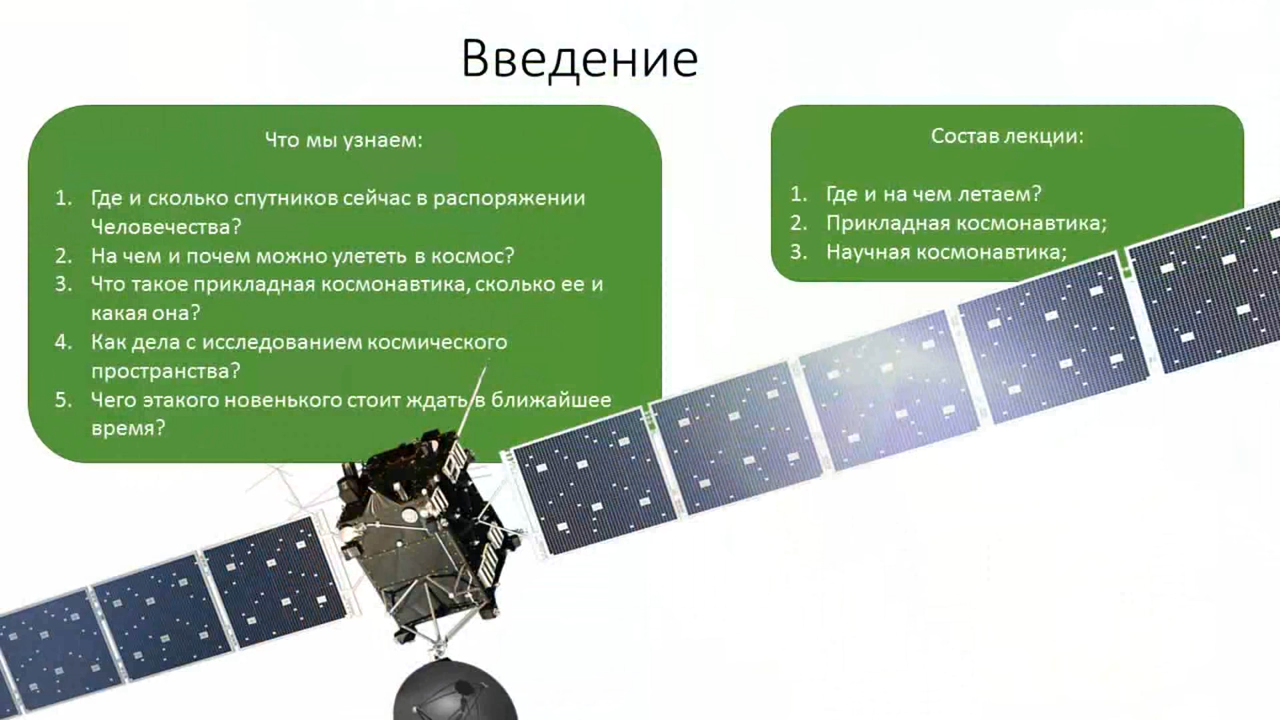 Введение
Что мы узнаем:
1. Где и сколько спутников сейчас в распоряжении
Человечества?
2. На чем и почем можно улететь в космос?
3. Что такое прикладная космонавтика, сколько ее и
какая она?
4. Как дела с исследованием космического
пространства?
5. Чего этакого новенького стоит ждать в ближайшее
время?
Состав лекции:
1. Где и на чем летаем?
2. Прикладная космонавтика;
3. Научная космонавтика;